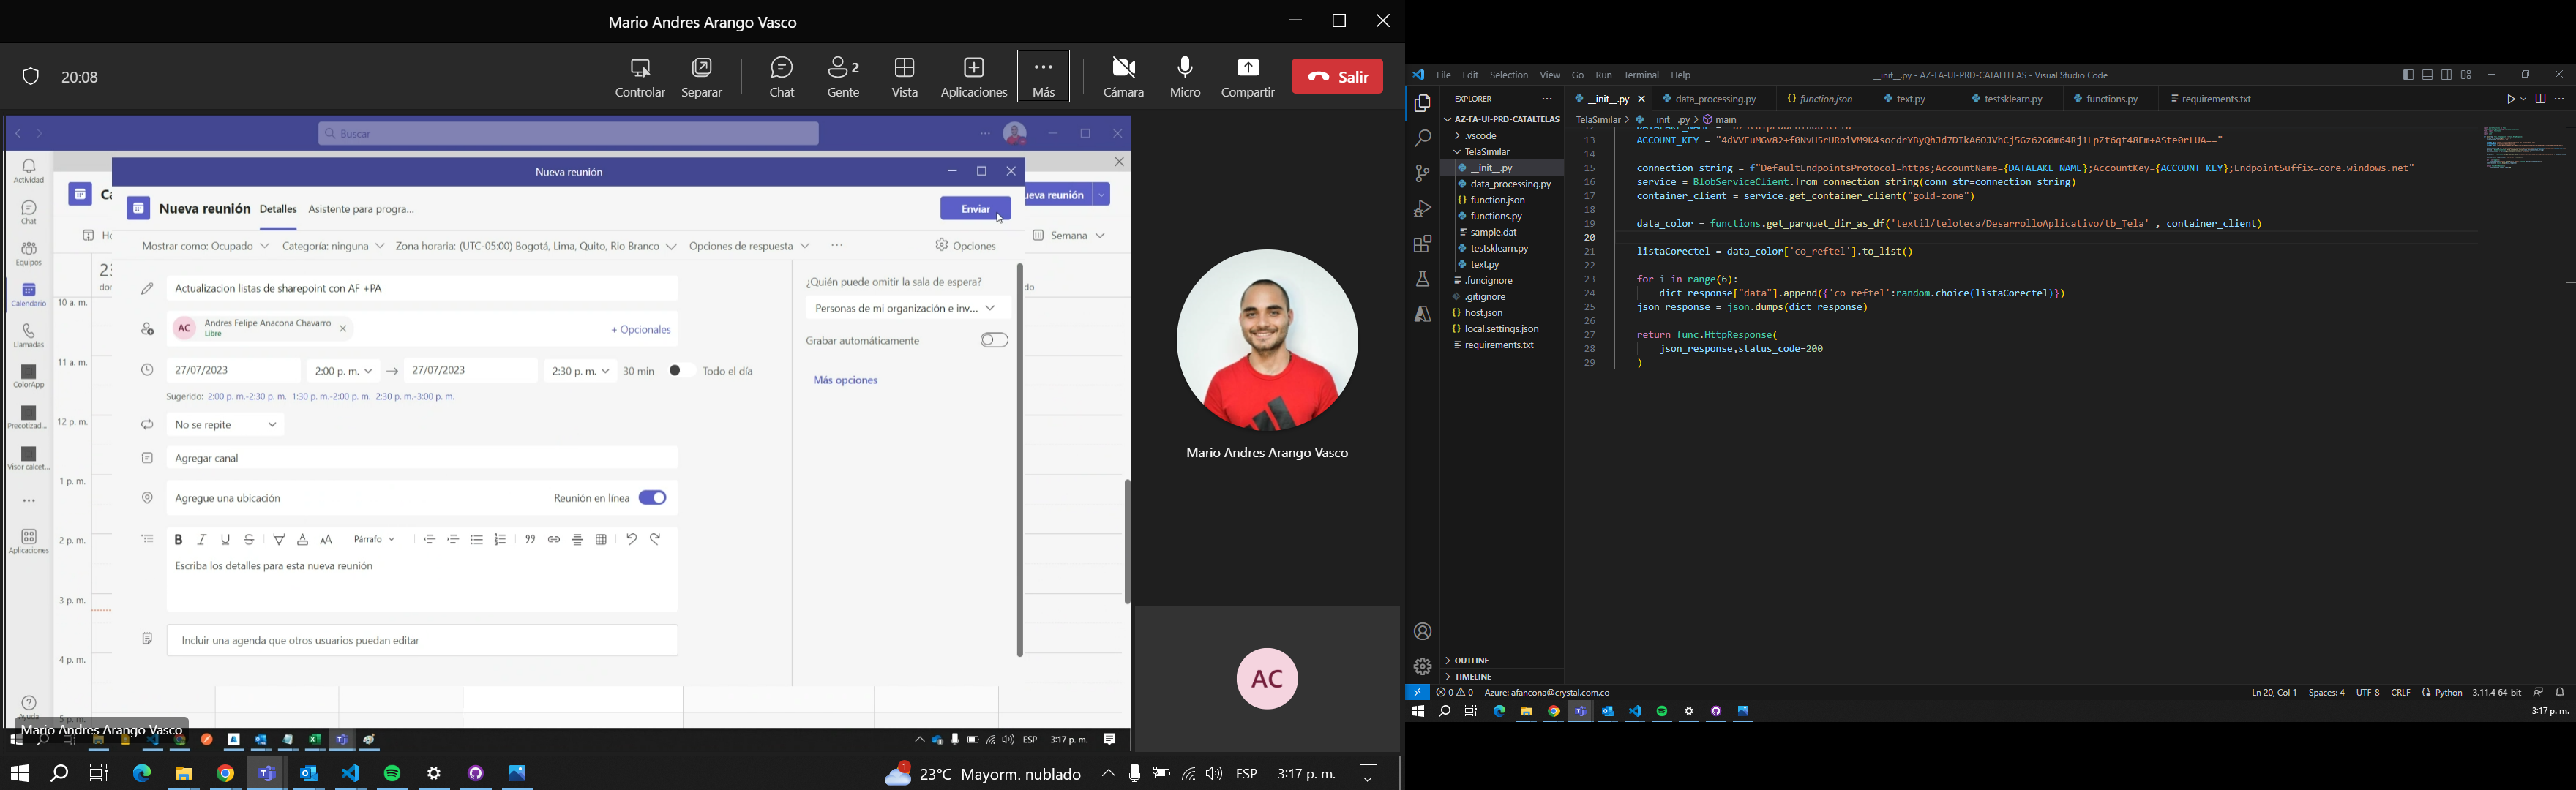 Mario Andres Arango Vasco
20:08
Controlar Separar Chat Gente 2 Vista Aplicaciones Más Cámara Micro Compartir Salir
Buscar
Actividad
Chat
Equipos
Calendario
Llamadas
ColorApp
Precotizad...
Visor calcet...
Aplicaciones
Ayuda
Nueva reunión
Nueva reunión Detalles Asistente para progra... Enviar
Mostrar como: Ocupado Categoría: ninguna Zona horaria: (UTC-05:00) Bogotá, Lima, Quito, Río Branco Opciones de respuesta ... Opciones
Semana
Actualizacion listas de sharepoint con AF +PA
AC Andres Felipe Anacona Chavarro
Libre
+ Opcionales
27/07/2023 2:00 p. m. → 27/07/2023 2:30 p. m. 30 min Todo el día
Sugerido: 2:00 p. m.-2:30 p. m. 1:30 p. m.-2:00 p. m. 2:30 p. m.-3:00 p. m.
No se repite
Agregar canal
Agregue una ubicación Reunión en línea
B I U S AA Párrafo
Escriba los detalles para esta nueva reunión
Incluir una agenda que otros usuarios puedan editar
¿Quién puede omitir la sala de espera?
Personas de mi organización e inv...
Grabar automáticamente
Más opciones
10 a. m.
11 a. m.
12 p. m.
1 p. m.
2 p. m.
3 p. m.
4 p. m.
5 p. m.
Mario Andres Arango Vasco
ESP 3:17 p. m.
Mario Andres Arango Vasco
AC
1
23°C Mayorm. nublado ESP 3:17 p. m.
File Edit Selection View Go Run Terminal Help
__init__.py - AZ-FA-UI-PRD-CATALTELAS - Visual Studio Code
EXPLORER ...
AZ-FA-UI-PRD-CATALTELAS
.vscode
TelaSimilar
__init__.py
data_processing.py
{} function.json
functions.py
sample.dat
testsklearn.py
text.py
.funcignore
.gitignore
{} host.json
{} local.settings.json
requirements.txt
OUTLINE
TIMELINE
__init__.py data_processing.py {} function.json text.py testsklearn.py functions.py requirements.txt
TelaSimilar > __init__.py > main
13 ACCOUNT_KEY = "4dVVEuMGv82+f0NvH5rURoiVM9K4socdrYByQhJd7DIkA6OJVhCj5Gz62G0m64Rj1LpZt6qt48Em+ASte0rLUA=="
14
15 connection_string = f"DefaultEndpointsProtocol=https;AccountName={DATALAKE_NAME};AccountKey={ACCOUNT_KEY};EndpointSuffix=core.windows.net"
16 service = BlobServiceClient.from_connection_string(conn_str=connection_string)
17 container_client = service.get_container_client("gold-zone")
18
19 data_color = functions.get_parquet_dir_as_df('textil/teloteca/DesarrolloAplicativo/tb_Tela' , container_client)
20
21 listaCorectel = data_color['co_reftel'].to_list()
22
23 for i in range(6):
24 dict_response["data"].append({'co_reftel':random.choice(listaCorectel)})
25 json_response = json.dumps(dict_response)
26
27 return func.HttpResponse(
28 json_response,status_code=200
29 )
0 0 Azure: afancona@crystal.com.co Ln 20, Col 1 Spaces: 4 UTF-8 CRLF Python 3.11.4 64-bit
3:17 p. m.